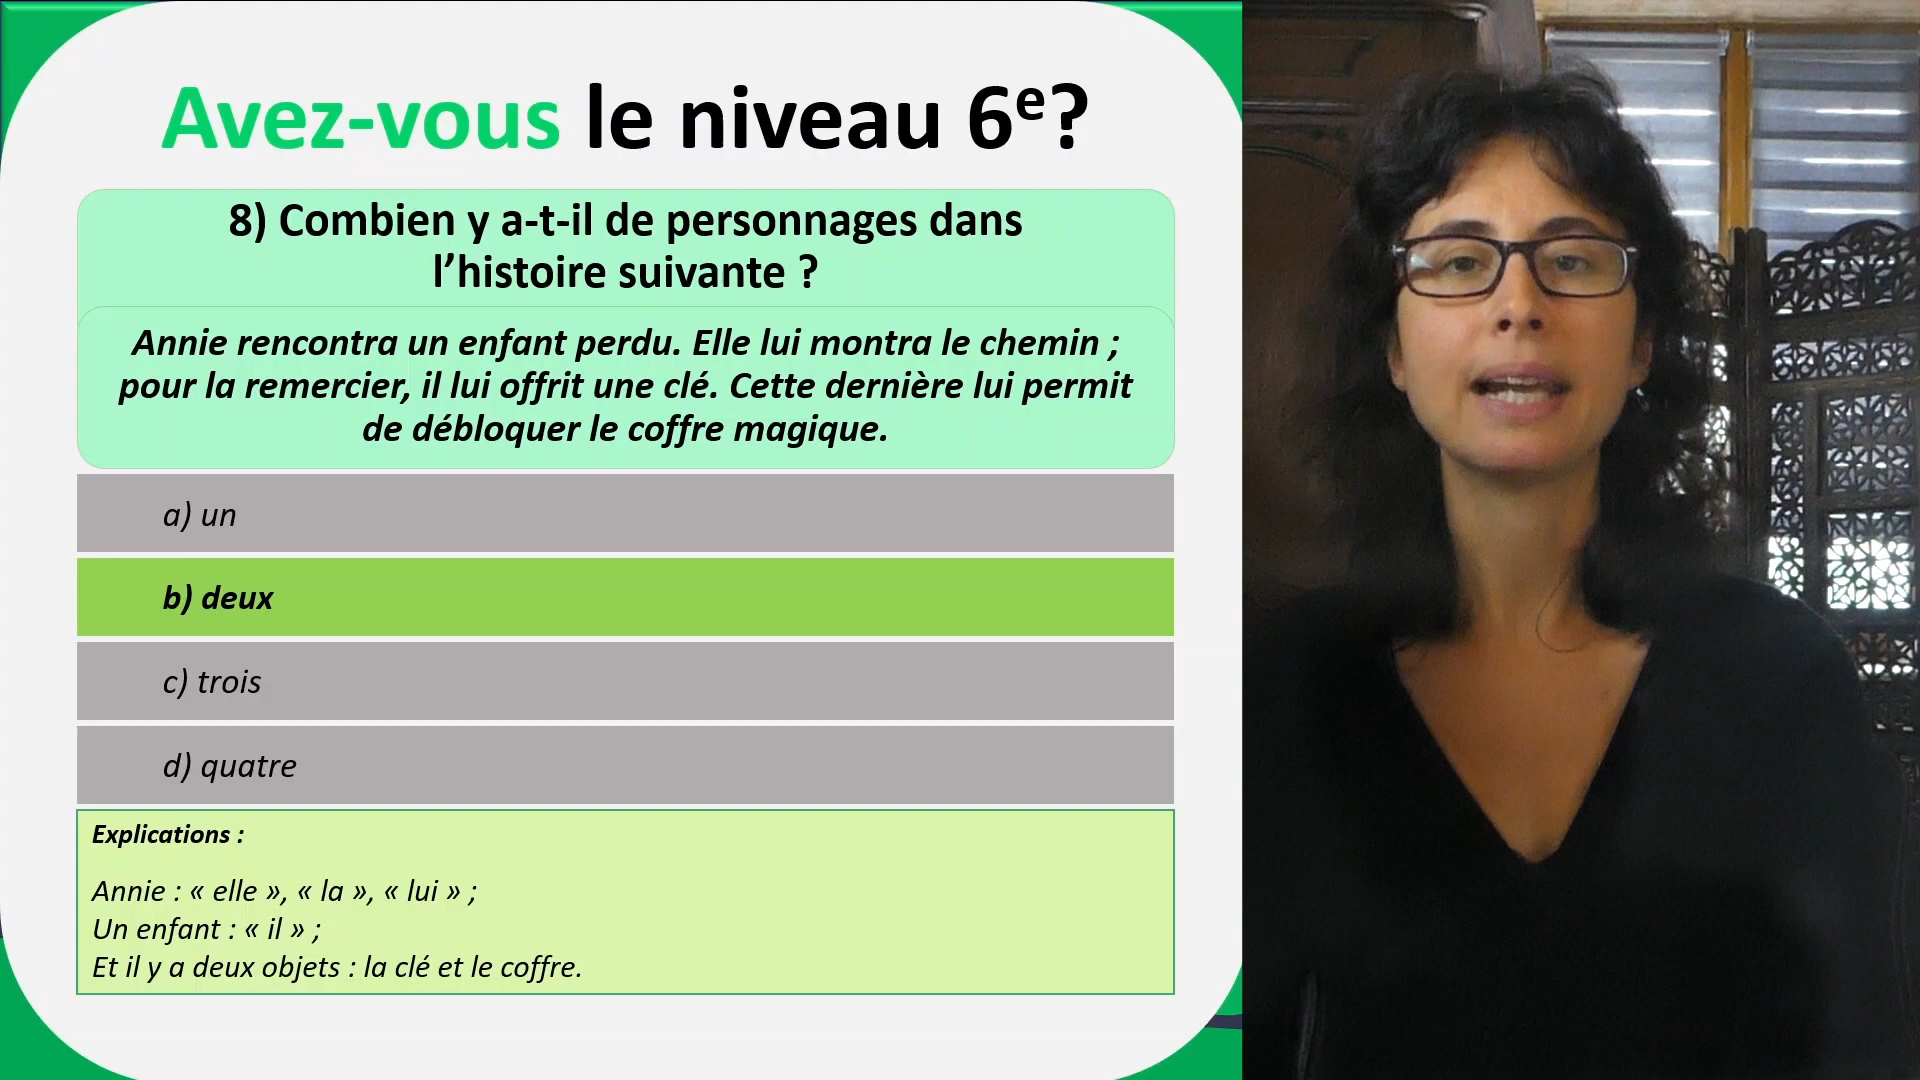 Avez-vous le niveau 6e?
8) Combien y a-t-il de personnages dans
l’histoire suivante ?
Annie rencontra un enfant perdu. Elle lui montra le chemin ;
pour la remercier, il lui offrit une clé. Cette dernière lui permit
de débloquer le coffre magique.
a) un
b) deux
c) trois
d) quatre
Explications :
Annie : « elle », « la », « lui » ;
Un enfant : « il » ;
Et il y a deux objets : la clé et le coffre.